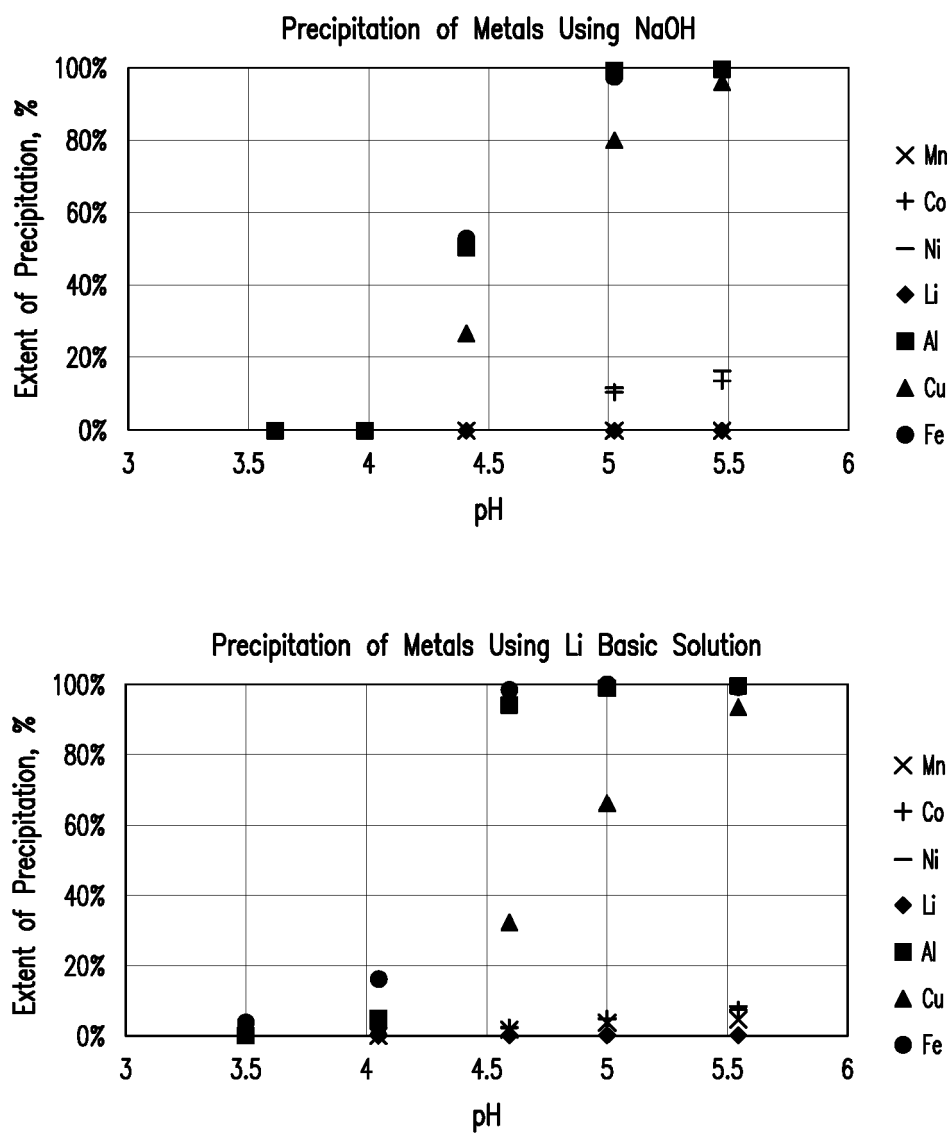 Precipitation of Metals Using NaOH
Extent of Precipitation, %
100%
80%
60%
40%
20%
0%
3 3.5 4 4.5 5 5.5 6
pH
Mn
Co
Ni
Li
Al
Cu
Fe
Precipitation of Metals Using Li Basic Solution
Extent of Precipitation, %
100%
80%
60%
40%
20%
0%
3 3.5 4 4.5 5 5.5 6
pH
Mn
Co
Ni
Li
Al
Cu
Fe